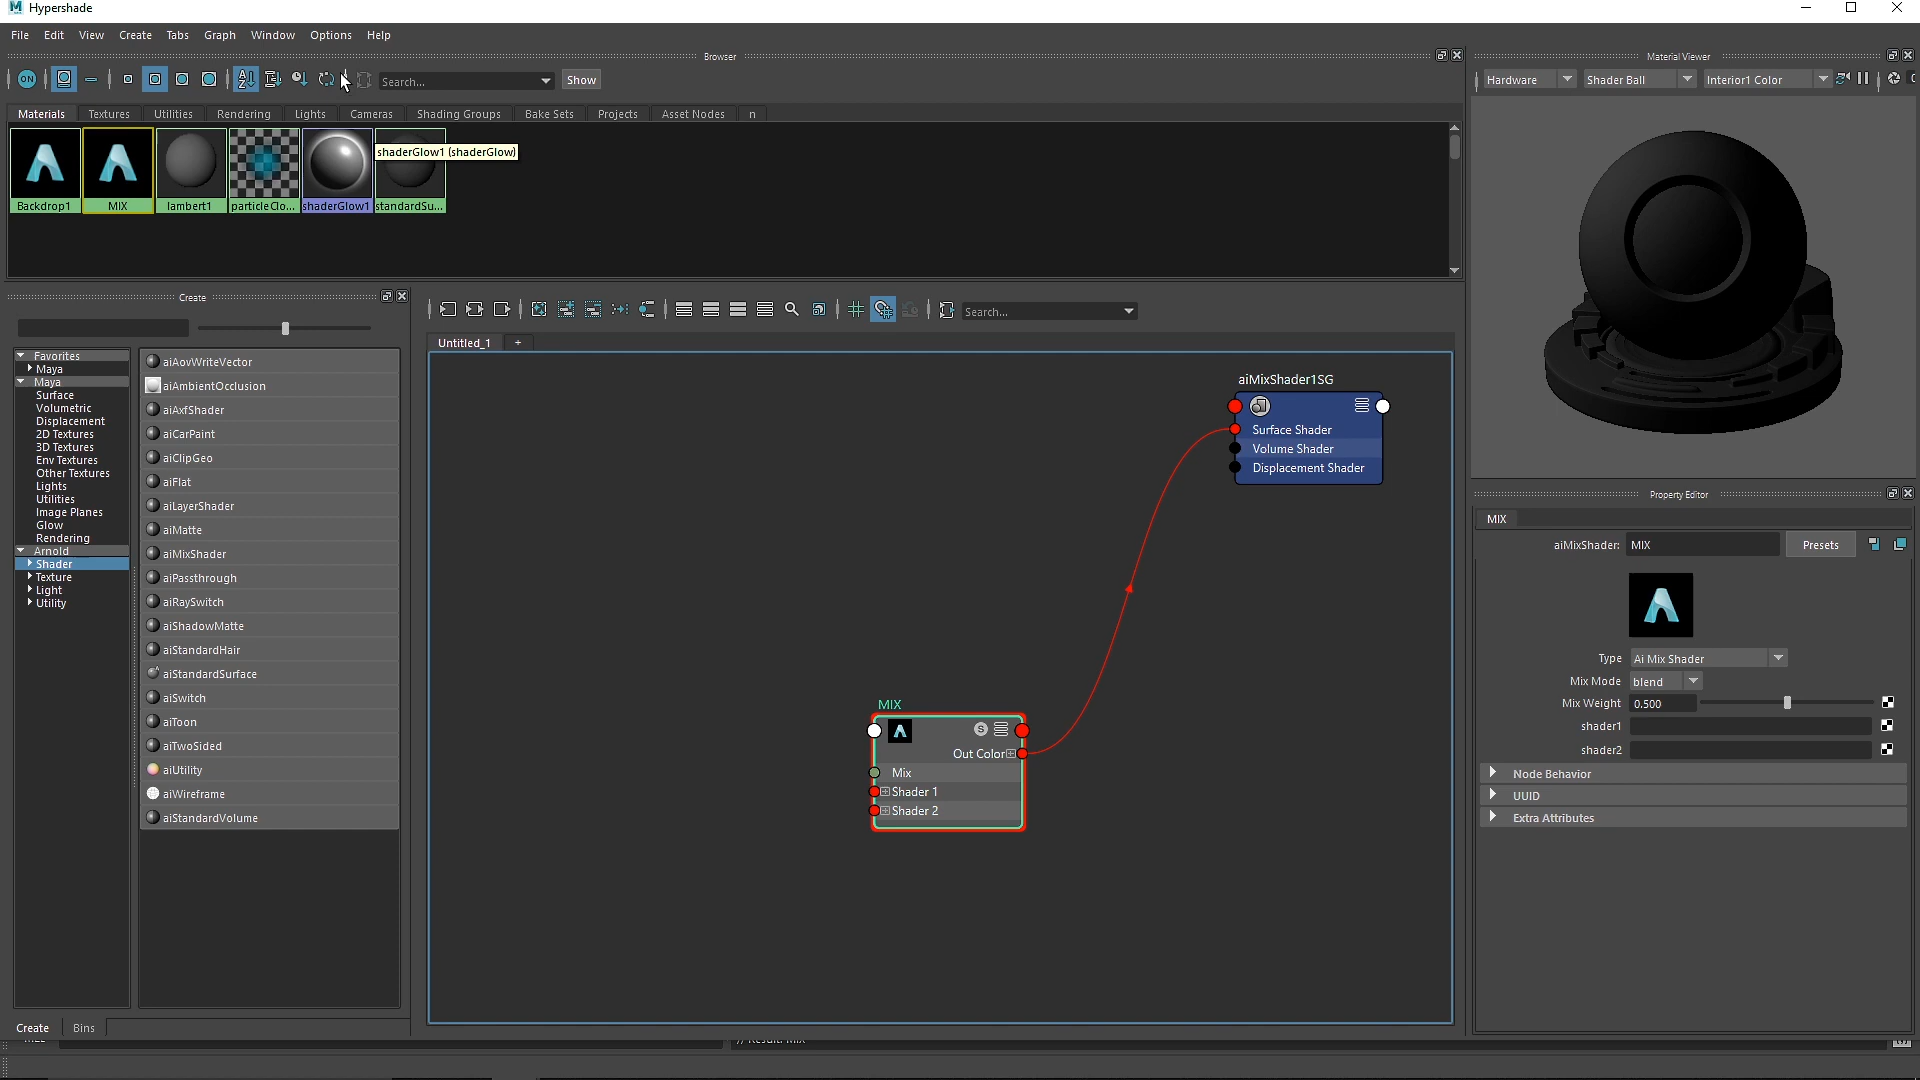 Hypershade
File Edit View Create Tabs Graph Window Options Help
Browser
ON Search... Show
Materials Textures Utilities Rendering Lights Cameras Shading Groups Bake Sets Projects Asset Nodes n
shaderGlow1 (shaderGlow)
Backdrop1 MIX lambert1 particleClo... shaderGlow1 standardSu...
Create
Favorites
Maya
Maya
Surface
Volumetric
Displacement
2D Textures
3D Textures
Env Textures
Other Textures
Lights
Utilities
Image Planes
Glow
Rendering
Arnold
Shader
Texture
Light
Utility
aiAovWriteVector
aiAmbientOcclusion
aiAxfShader
aiCarPaint
aiClipGeo
aiFlat
aiLayerShader
aiMatte
aiMixShader
aiPassthrough
aiRaySwitch
aiShadowMatte
aiStandardHair
aiStandardSurface
aiSwitch
aiToon
aiTwoSided
aiUtility
aiWireframe
aiStandardVolume
Create Bins
Search...
Untitled_1 +
aiMixShader1SG
Surface Shader
Volume Shader
Displacement Shader
MIX
S
Out Color
Mix
Shader 1
Shader 2
// Result: MIX
Material Viewer
Hardware Shader Ball Interior1 Color
Property Editor
MIX
aiMixShader: MIX Presets
Type Ai Mix Shader
Mix Mode blend
Mix Weight 0.500
shader1
shader2
Node Behavior
UUID
Extra Attributes